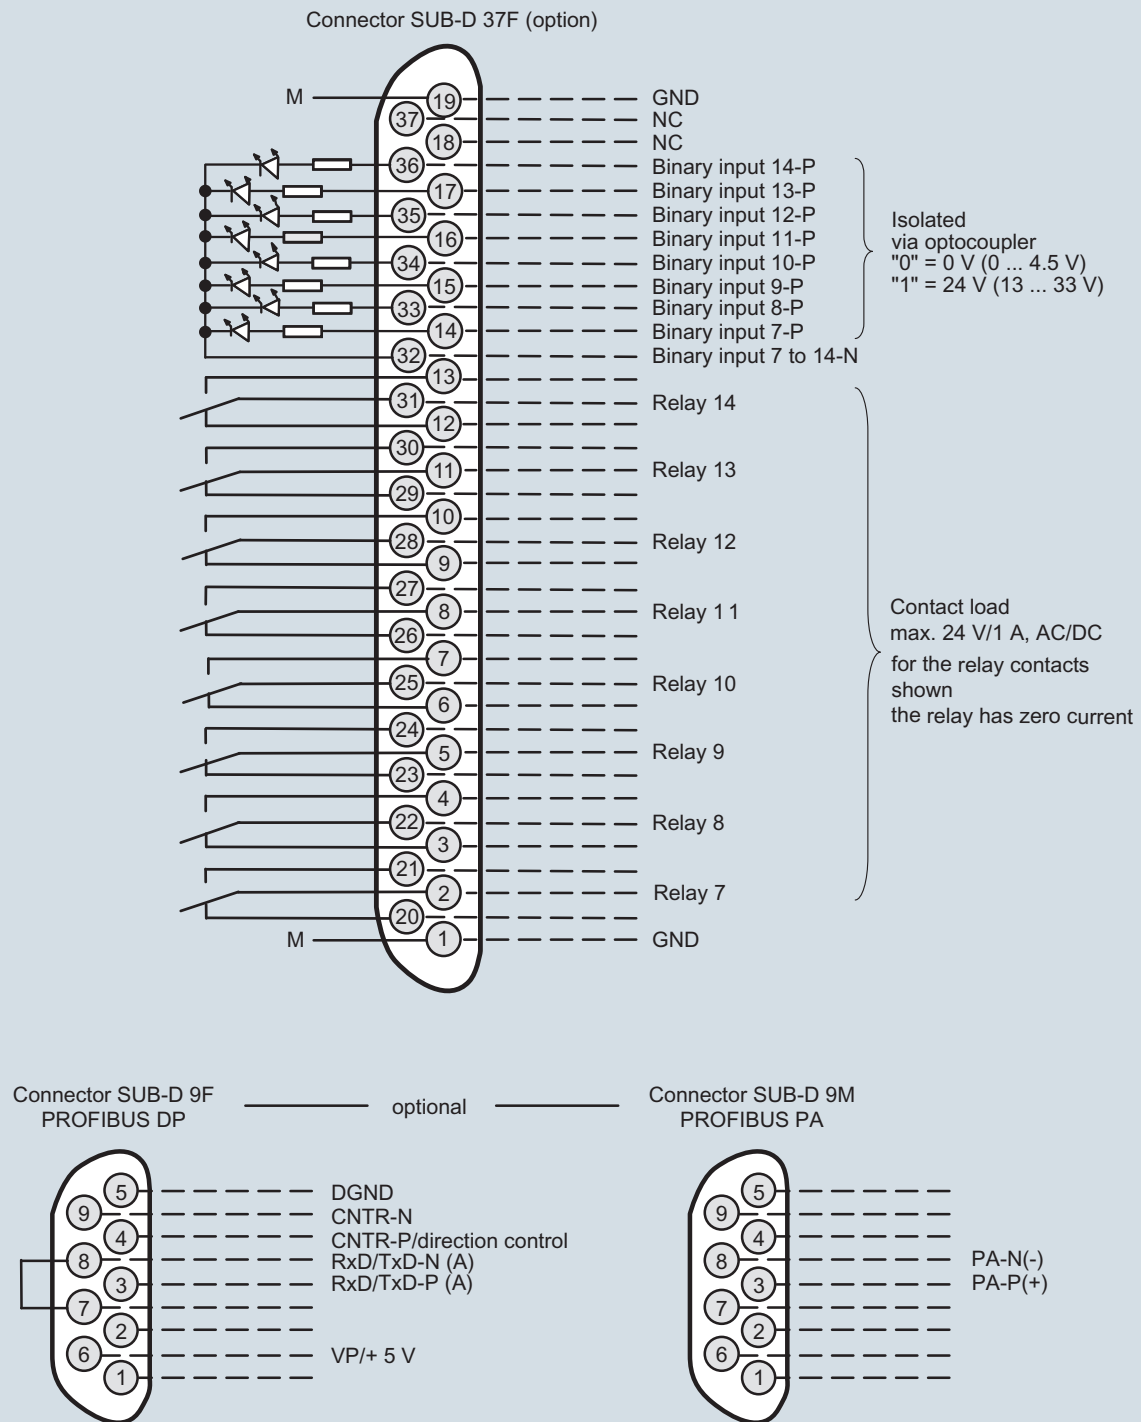 Connector SUB-D 37F (option)
M 19 GND
37 NC
18 NC
36 Binary input 14-P
17 Binary input 13-P
35 Binary input 12-P
16 Binary input 11-P
34 Binary input 10-P
15 Binary input 9-P
33 Binary input 8-P
14 Binary input 7-P
32 Binary input 7 to 14-N
Isolated
via optocoupler
"0" = 0 V (0 ... 4.5 V)
"1" = 24 V (13 ... 33 V)
13
31 Relay 14
12
30
11 Relay 13
29
10
28 Relay 12
9
27
8 Relay 11
26
7
25 Relay 10
6
24
5 Relay 9
23
4
22 Relay 8
3
21
2 Relay 7
20
M 1 GND
Contact load
max. 24 V/1 A, AC/DC
for the relay contacts
shown
the relay has zero current
Connector SUB-D 9F
PROFIBUS DP
optional
Connector SUB-D 9M
PROFIBUS PA
5 DGND
9 CNTR-N
4 CNTR-P/direction control
8 RxD/TxD-N (A)
3 RxD/TxD-P (A)
7
2
6 VP/+ 5 V
1
5
9
4
8 PA-N(-)
3 PA-P(+)
7
2
6
1